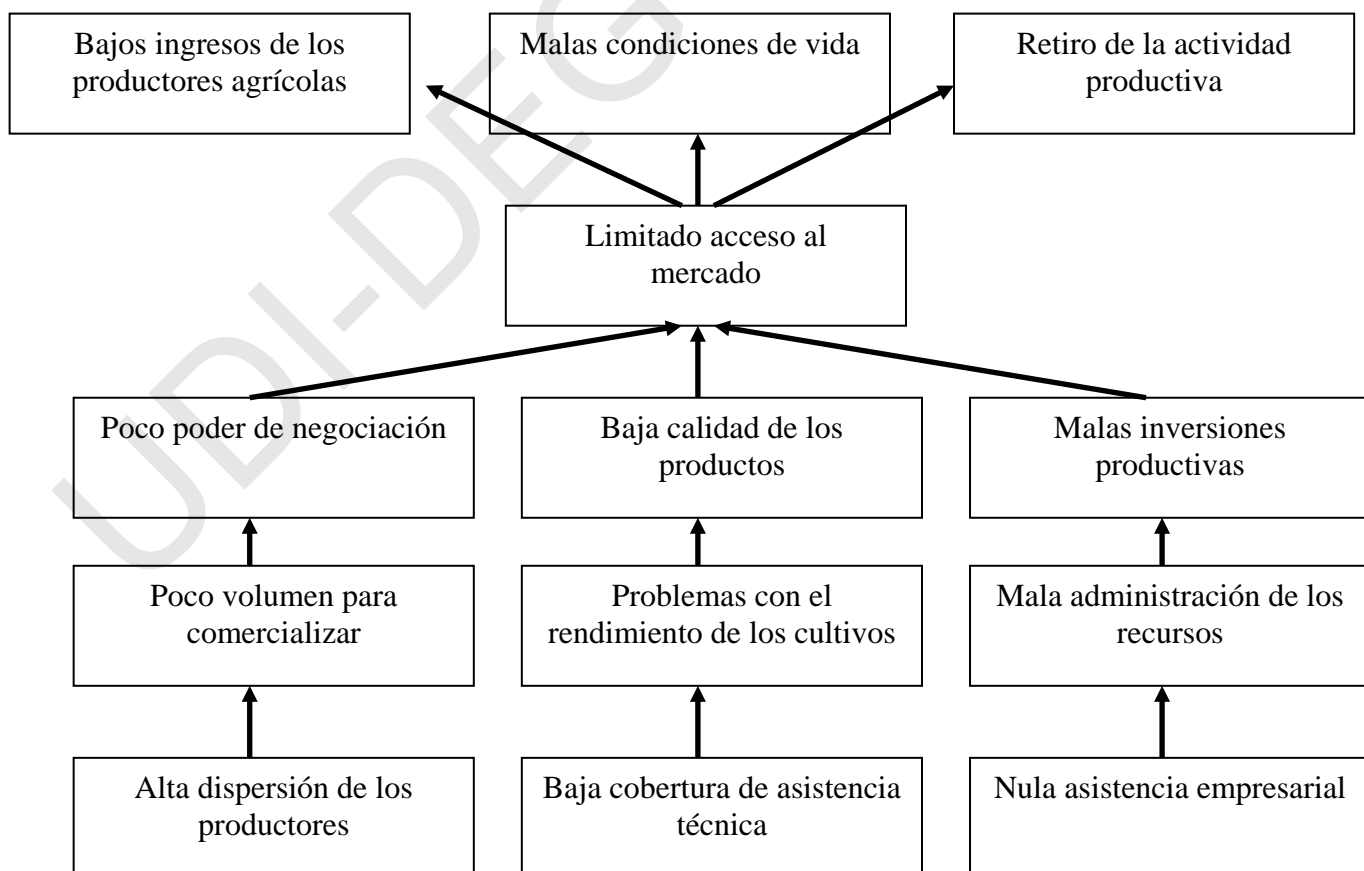 Bajos ingresos de los
productores agrícolas
Malas condiciones de vida
Retiro de la actividad
productiva
Limitado acceso al
mercado
Poco poder de negociación
Baja calidad de los
productos
Malas inversiones
productivas
Poco volumen para
comercializar
Problemas con el
rendimiento de los cultivos
Mala administración de los
recursos
Alta dispersión de los
productores
Baja cobertura de asistencia
técnica
Nula asistencia empresarial
UDI-DEG